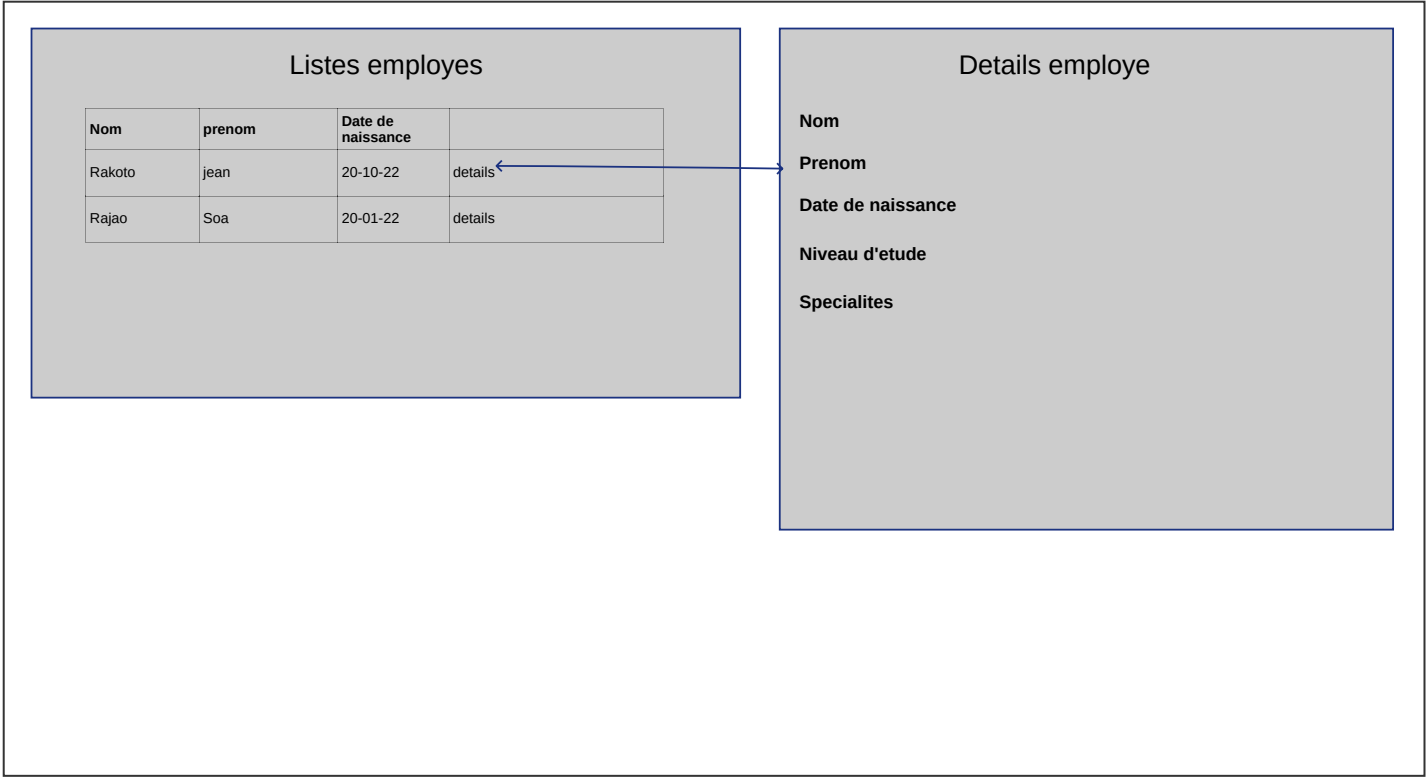 Listes employes
Nom prenom Date de
naissance
Rakoto jean 20-10-22 details
Rajao Soa 20-01-22 details
Details employe
Nom
Prenom
Date de naissance
Niveau d'etude
Specialites